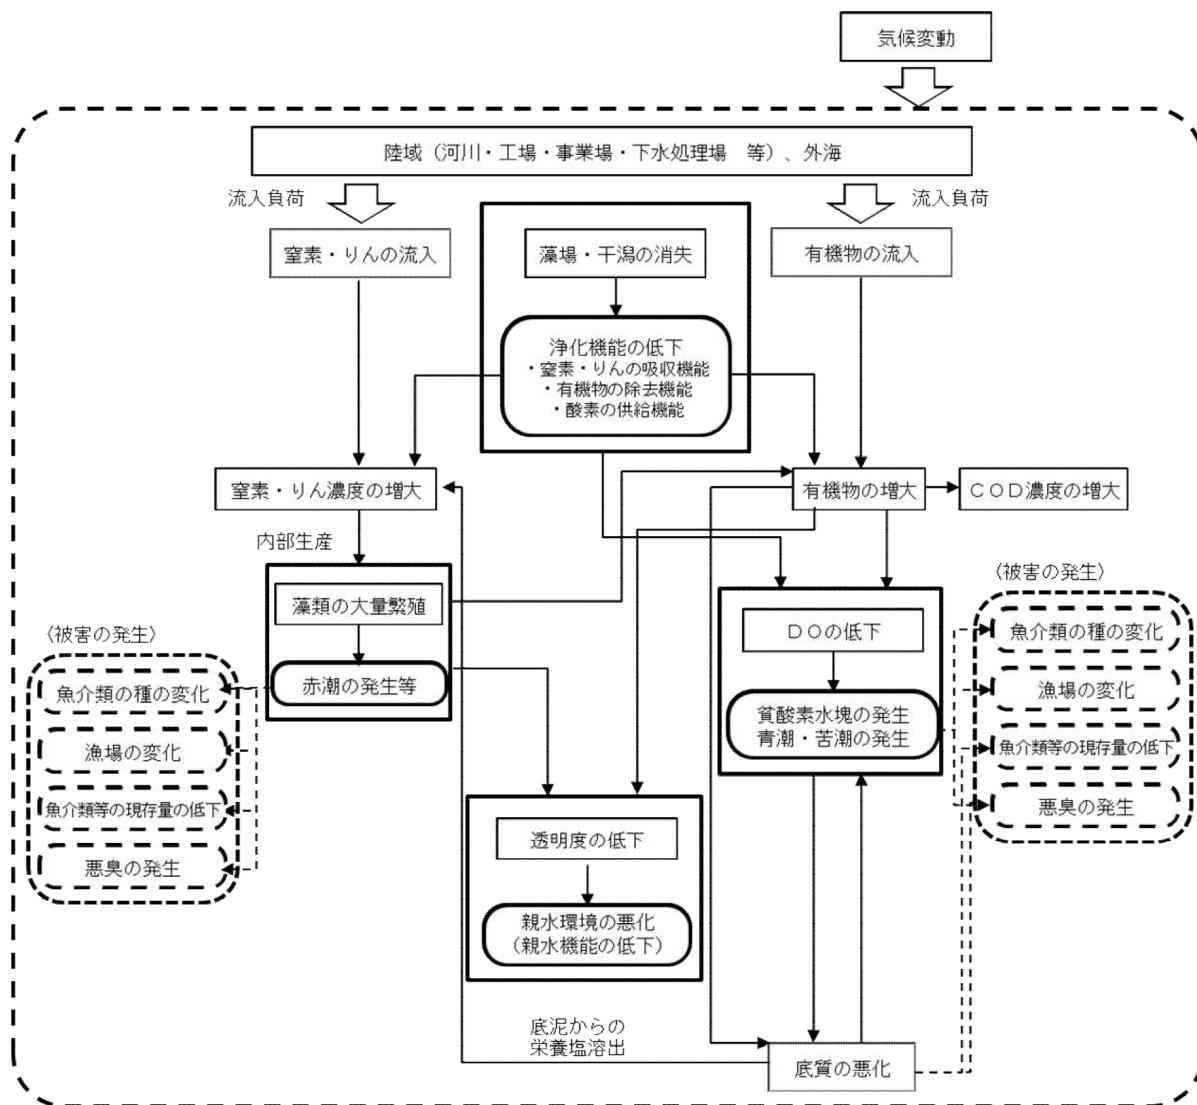 気候変動
陸域（河川・工場・事業場・下水処理場　等）、外海
流入負荷
流入負荷
窒素・りんの流入
藻場・干潟の消失
有機物の流入
浄化機能の低下
・窒素・りんの吸収機能
・有機物の除去機能
・酸素の供給機能
窒素・りん濃度の増大
有機物の増大
ＣＯＤ濃度の増大
内部生産
藻類の大量繁殖
赤潮の発生等
〈被害の発生〉
魚介類の種の変化
漁場の変化
魚介類等の現存量の低下
悪臭の発生
ＤＯの低下
貧酸素水塊の発生
青潮・苦潮の発生
〈被害の発生〉
魚介類の種の変化
漁場の変化
魚介類等の現存量の低下
悪臭の発生
透明度の低下
親水環境の悪化
（親水機能の低下）
底泥からの
栄養塩溶出
底質の悪化